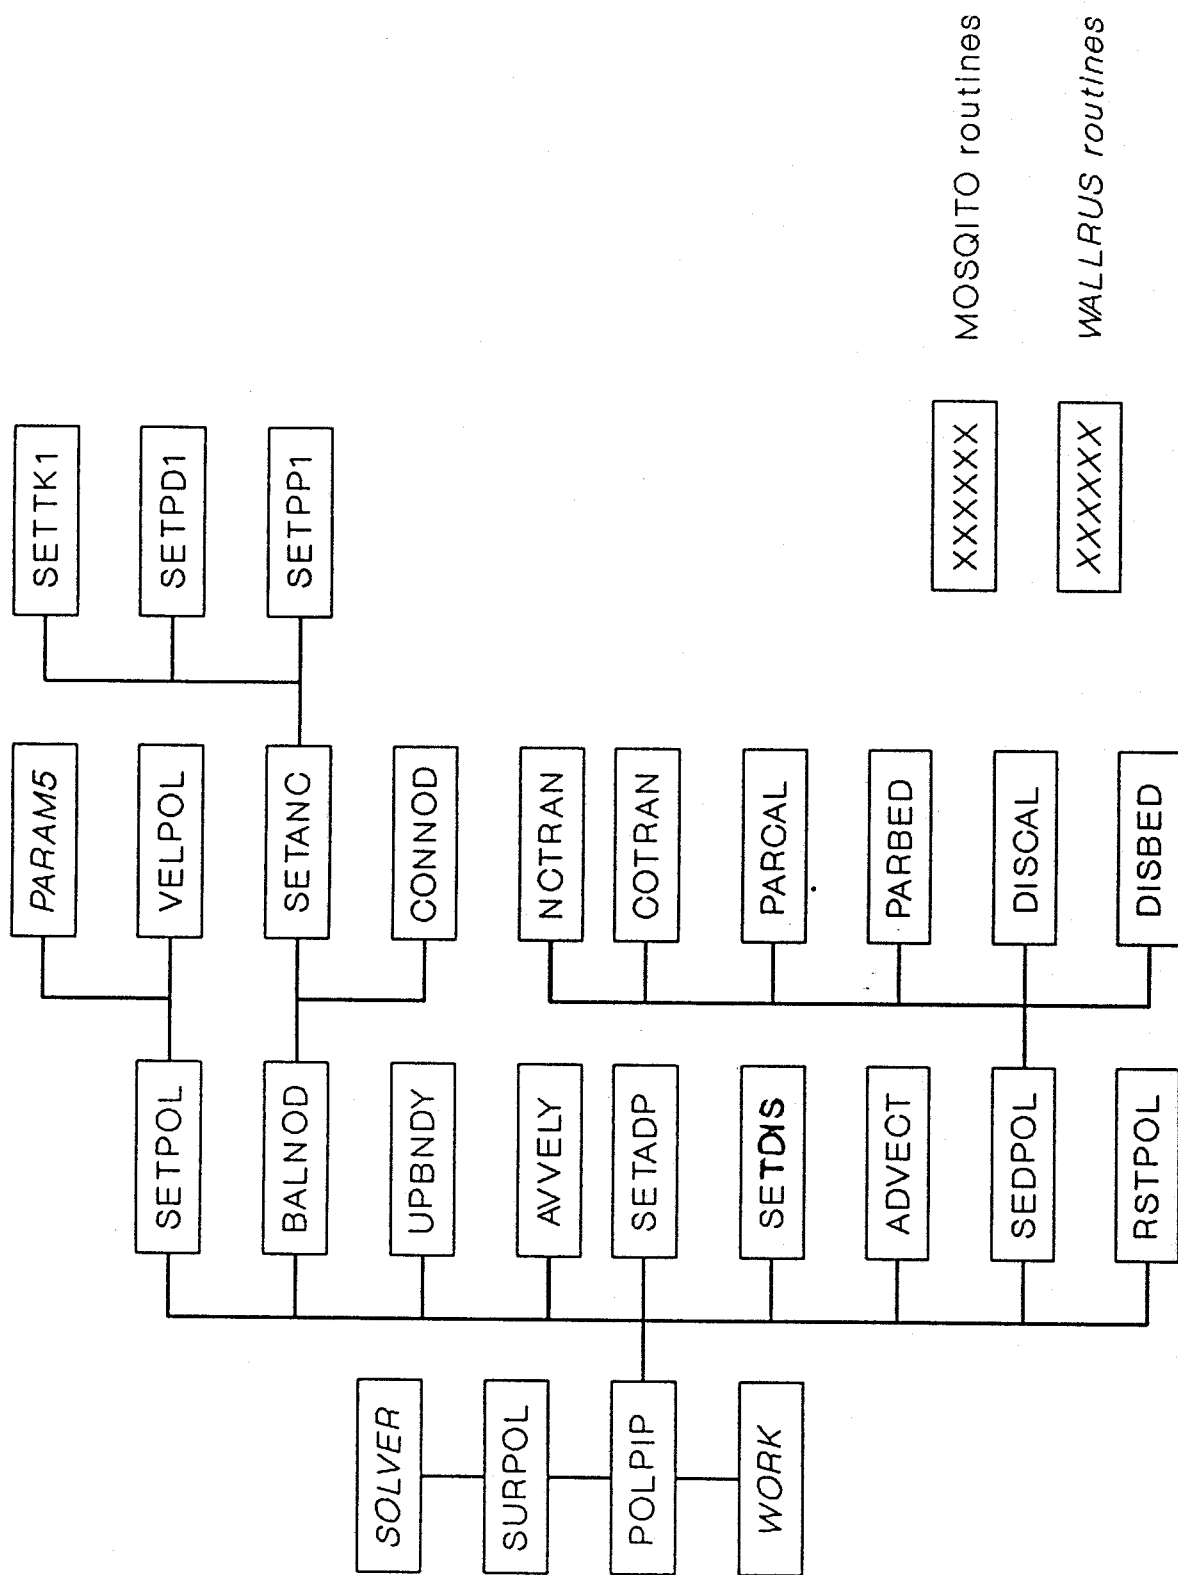 PARAM5
SETTK1
SETPOL
VELPOL
SETPD1
BALNOD
SETANC
SETPP1
SOLVER
UPBNDY
CONNOD
SURPOL
AVVELY
NCTRAN
POLPIP
SETADP
COTRAN
WORK
SETDIS
PARCAL
ADVECT
PARBED
SEDPOL
DISCAL
RSTPOL
DISBED
XXXXXX MOSQITO routines
XXXXXX WALLRUS routines